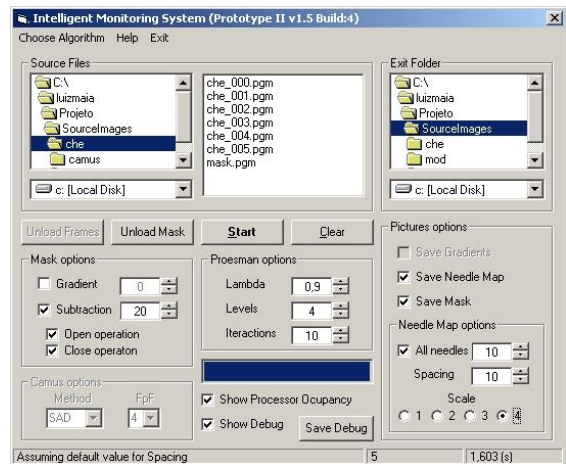 Intelligent Monitoring System (Prototype II v1.5 Build:4)
Choose Algorithm Help Exit
Source Files
C:\
luizmaia
Projeto
SourceImages
che
camus
c: [Local Disk]
che_000.pgm
che_001.pgm
che_002.pgm
che_003.pgm
che_004.pgm
che_005.pgm
mask.pgm
Exit Folder
C:\
luizmaia
Projeto
SourceImages
che
mod
c: [Local Disk]
Unload Frames Unload Mask Start Clear
Mask options
Gradient 0
Subtraction 20
Open operation
Close operaton
Proesman options
Lambda 0,9
Levels 4
Iteractions 10
Camus options
Method FpF
SAD 4
Show Processor Ocupancy
Show Debug Save Debug
Pictures options
Save Gradients
Save Needle Map
Save Mask
Needle Map options
All needles 10
Spacing 10
Scale
1 2 3 4
Assuming default value for Spacing 5 1,603 (s)